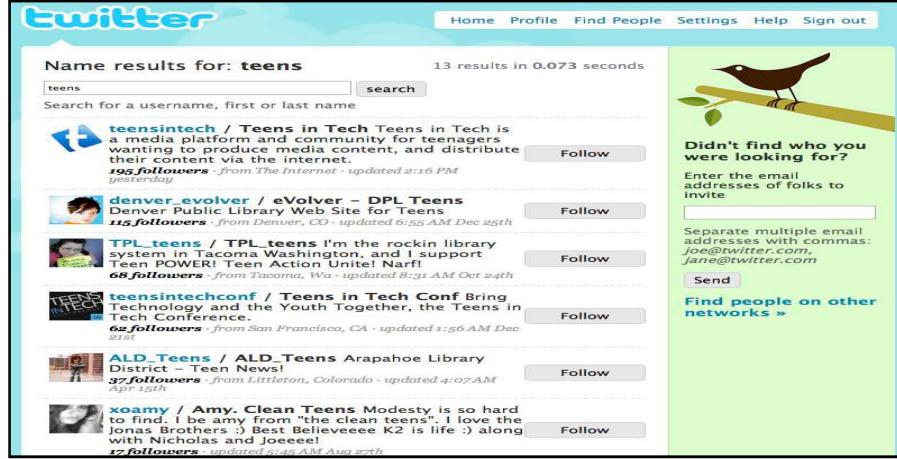 twitter
Home Profile Find People Settings Help Sign out
Name results for: teens
13 results in 0.073 seconds
teens
search
Search for a username, first or last name
teensintech / Teens in Tech Teens in Tech is
a media platform and community for teenagers
wanting to produce media content, and distribute
their content via the internet.
195 followers · from The Internet · updated 2:16 PM
yesterday
Follow
denver_evolver / eVolver – DPL Teens
Denver Public Library Web Site for Teens
115 followers · from Denver, CO · updated 6:55 AM Dec 25th
Follow
TPL_teens / TPL_teens I'm the rockin library
system in Tacoma Washington, and I support
Teen POWER! Teen Action Unite! Narf!
68 followers · from Tacoma, Wa · updated 8:31 AM Oct 24th
Follow
TEENS
IN TECH
teensintechconf / Teens in Tech Conf Bring
Technology and the Youth Together, the Teens in
Tech Conference.
62 followers · from San Francisco, CA · updated 1:56 AM Dec
21st
Follow
ALD_Teens / ALD_Teens Arapahoe Library
District – Teen News!
37 followers · from Littleton, Colorado · updated 4:07 AM
Apr 15th
Follow
xoamy / Amy. Clean Teens Modesty is so hard
to find. I be amy from "the clean teens". I love the
Jonas Brothers :) Best Believeeee K2 is life :) along
with Nicholas and Joeeee!
17 followers · updated 5:45 AM Aug 27th
Follow
Didn't find who you
were looking for?
Enter the email
addresses of folks to
invite
Separate multiple email
addresses with commas:
joe@twitter.com,
jane@twitter.com
Send
Find people on other
networks »